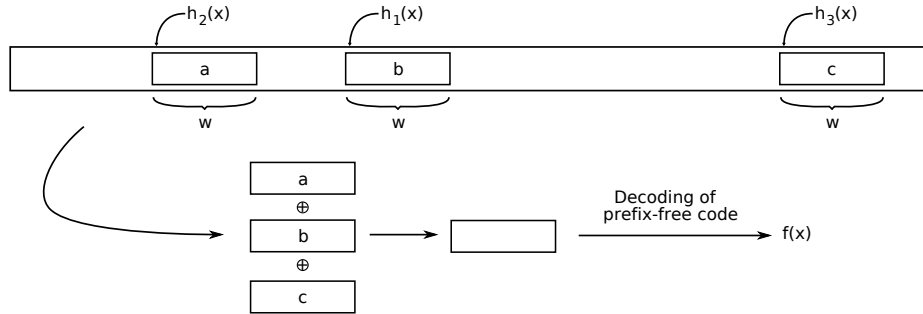 h₂(x)
h₁(x)
h₃(x)
a
b
c
w
w
w
a
⊕
b
⊕
c
Decoding of
prefix-free code
f(x)